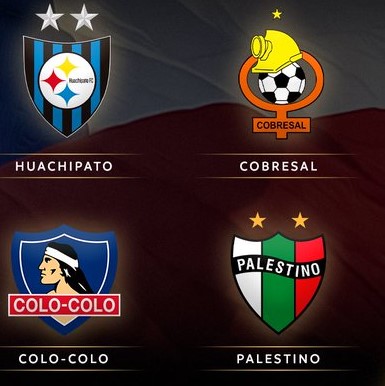 Huachipato FC
COBRESAL
HUACHIPATO
COBRESAL
COLO-COLO
PALESTINO
COLO-COLO
PALESTINO